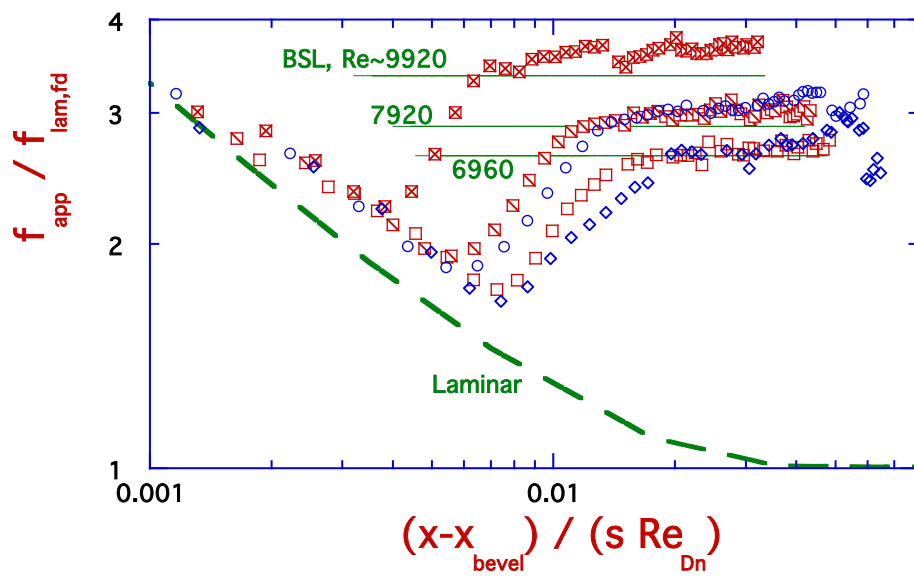 4
BSL, Re~9920
3
7920
6960
2
f app / f lam,fd
Laminar
1
0.001
0.01
(x-x bevel) / (s Re Dn)